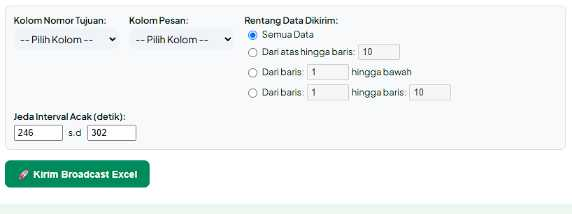 Kolom Nomor Tujuan:
-- Pilih Kolom --
Kolom Pesan:
-- Pilih Kolom --
Rentang Data Dikirim:
Semua Data
Dari atas hingga baris: 10
Dari baris: 1 hingga bawah
Dari baris: 1 hingga baris: 10
Jeda Interval Acak (detik):
246 s.d 302
🚀 Kirim Broadcast Excel